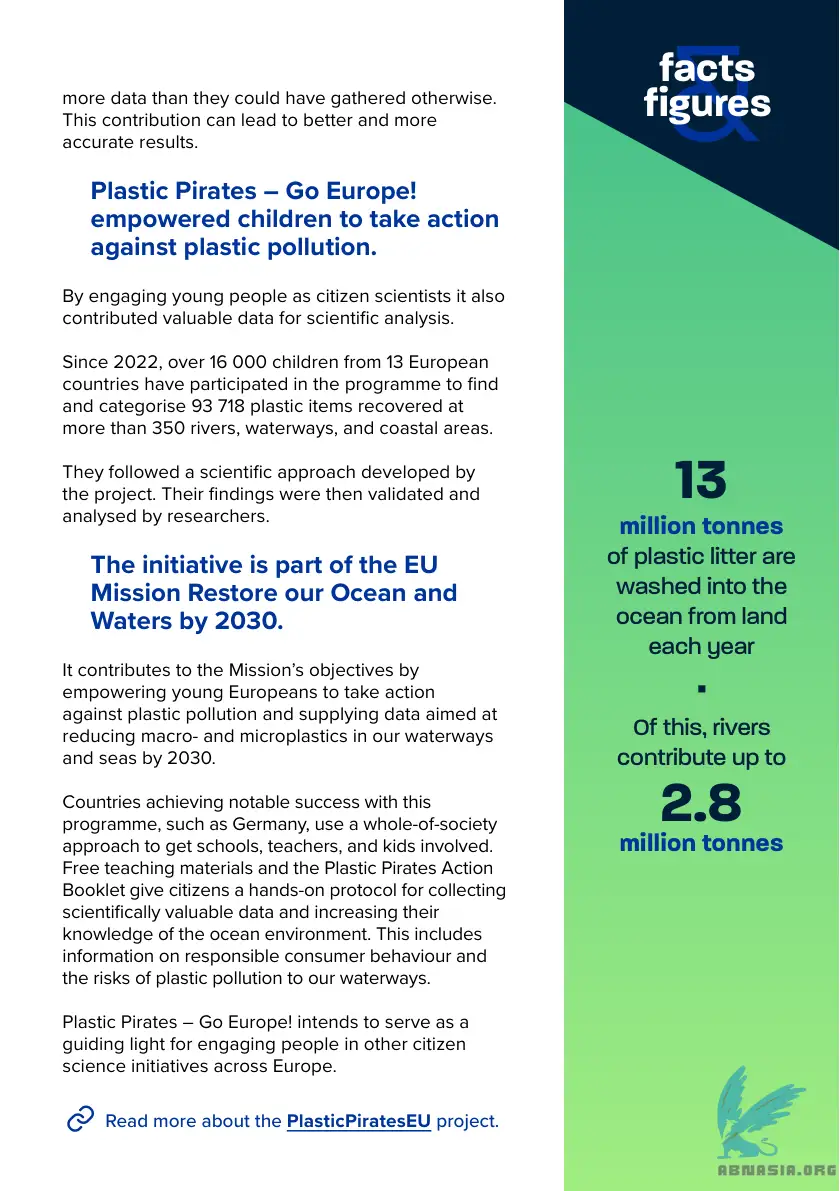 more data than they could have gathered otherwise.
This contribution can lead to better and more
accurate results.
Plastic Pirates – Go Europe!
empowered children to take action
against plastic pollution.
By engaging young people as citizen scientists it also
contributed valuable data for scientific analysis.
Since 2022, over 16 000 children from 13 European
countries have participated in the programme to find
and categorise 93 718 plastic items recovered at
more than 350 rivers, waterways, and coastal areas.
They followed a scientific approach developed by
the project. Their findings were then validated and
analysed by researchers.
The initiative is part of the EU
Mission Restore our Ocean and
Waters by 2030.
It contributes to the Mission’s objectives by
empowering young Europeans to take action
against plastic pollution and supplying data aimed at
reducing macro- and microplastics in our waterways
and seas by 2030.
Countries achieving notable success with this
programme, such as Germany, use a whole-of-society
approach to get schools, teachers, and kids involved.
Free teaching materials and the Plastic Pirates Action
Booklet give citizens a hands-on protocol for collecting
scientifically valuable data and increasing their
knowledge of the ocean environment. This includes
information on responsible consumer behaviour and
the risks of plastic pollution to our waterways.
Plastic Pirates – Go Europe! intends to serve as a
guiding light for engaging people in other citizen
science initiatives across Europe.
Read more about the PlasticPiratesEU project.
facts
&
figures
13
million tonnes
of plastic litter are
washed into the
ocean from land
each year
Of this, rivers
contribute up to
2.8
million tonnes
ABNASIA.ORG